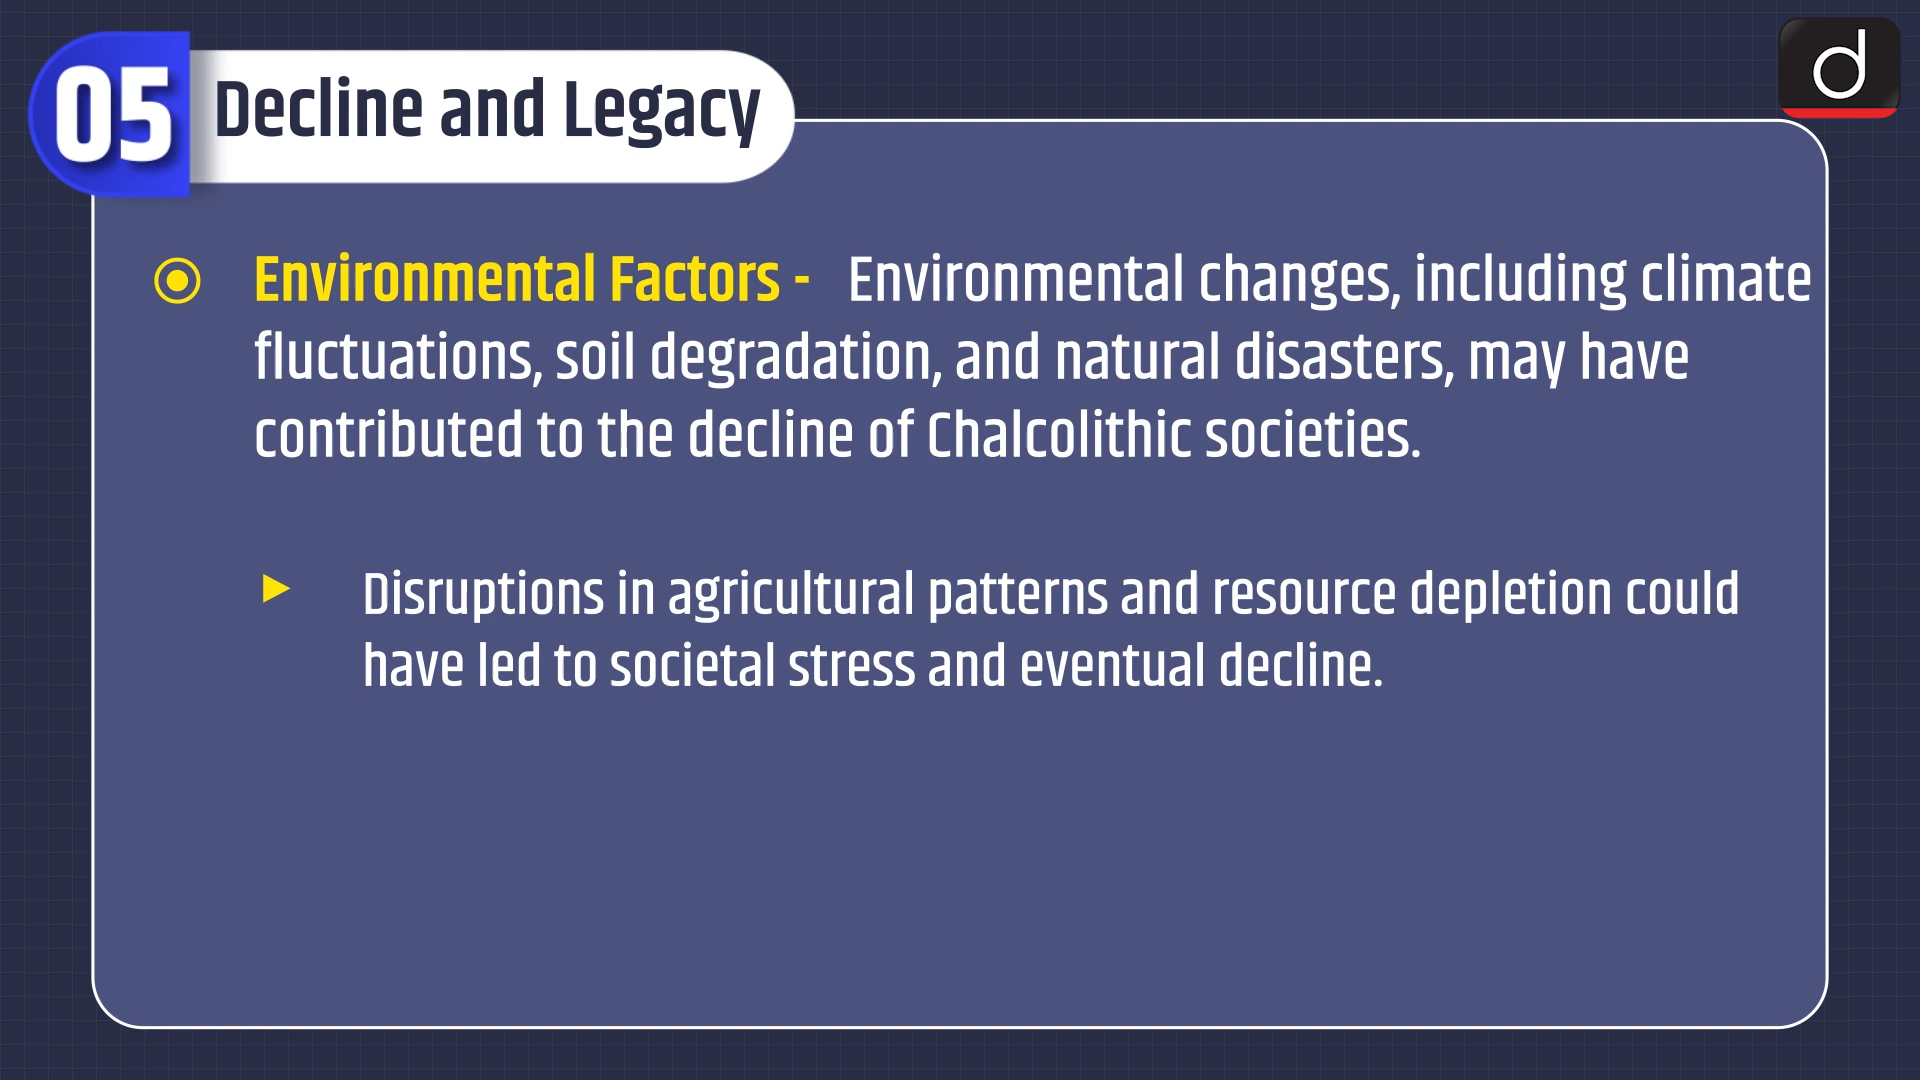 05 Decline and Legacy
d
Environmental Factors - Environmental changes, including climate
fluctuations, soil degradation, and natural disasters, may have
contributed to the decline of Chalcolithic societies.
Disruptions in agricultural patterns and resource depletion could
have led to societal stress and eventual decline.